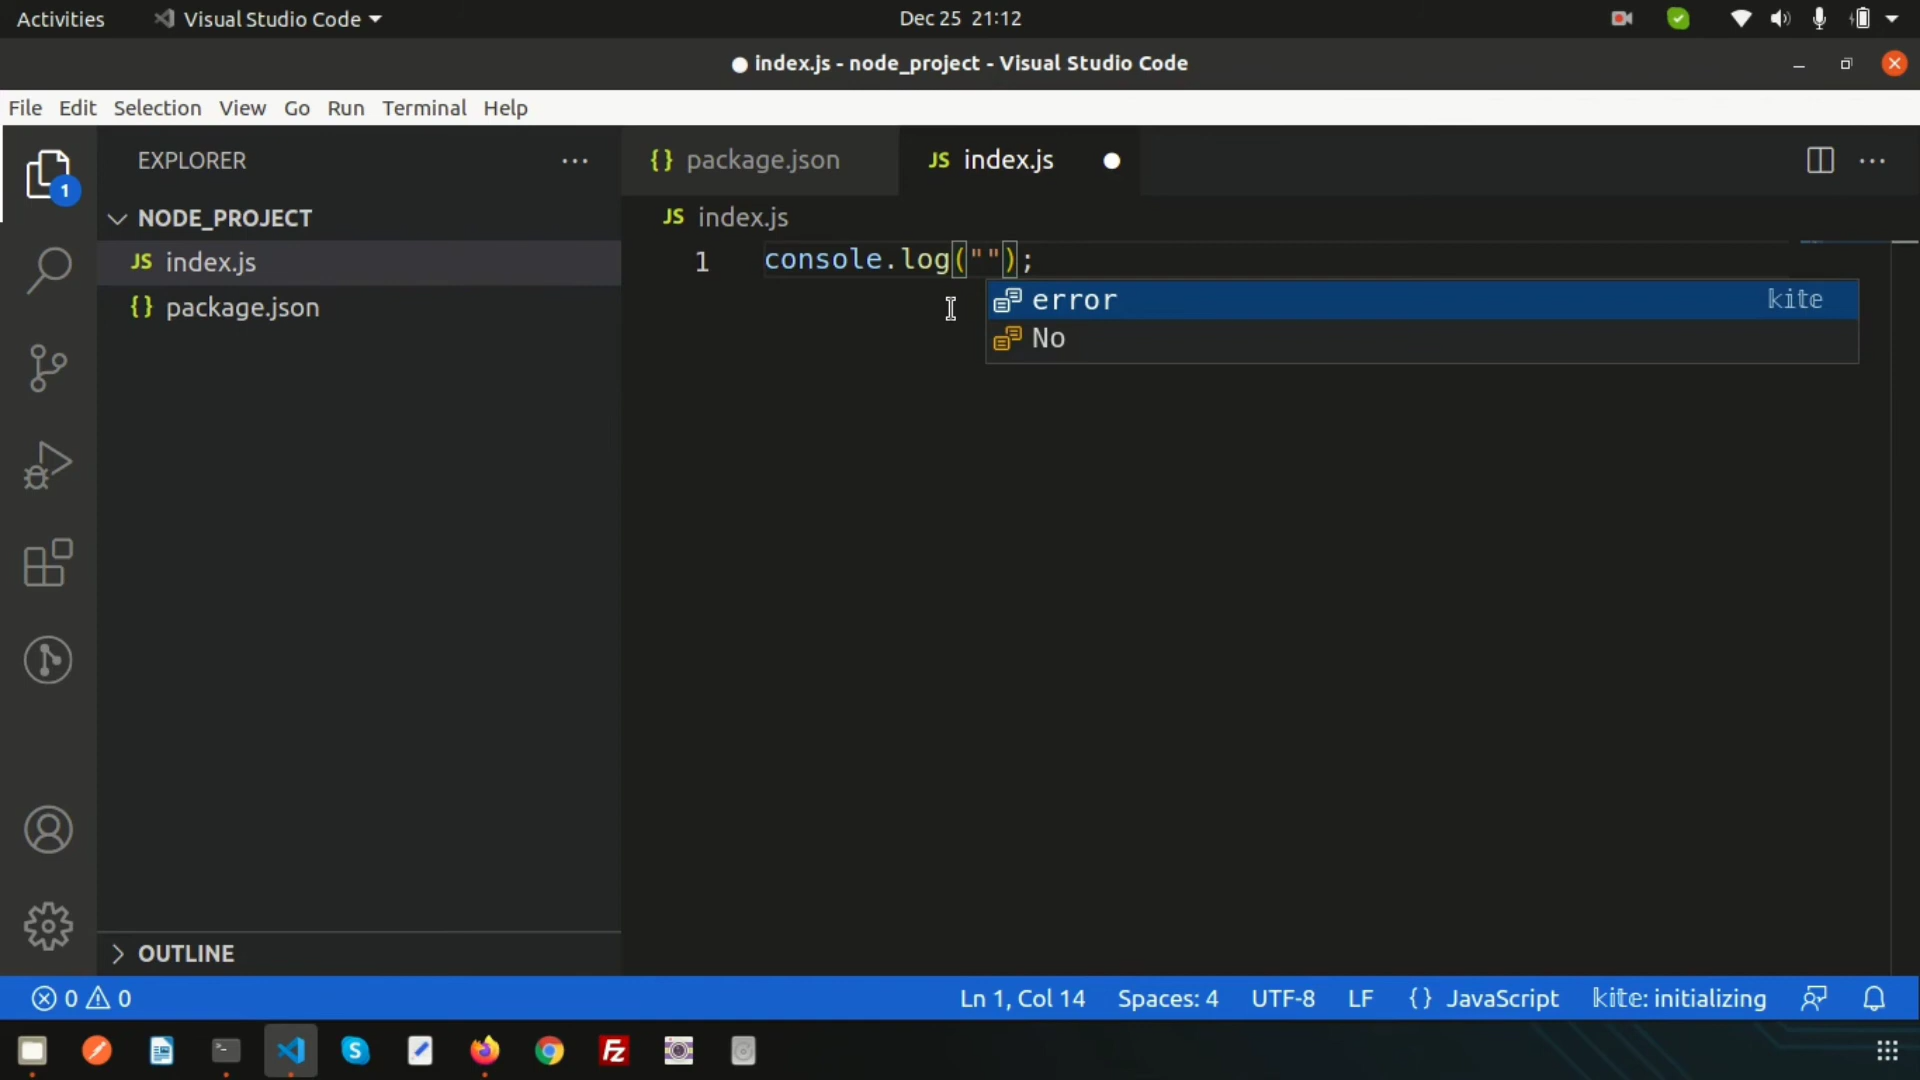 Activities Visual Studio Code Dec 25 21:12
index.js - node_project - Visual Studio Code
File Edit Selection View Go Run Terminal Help
1
EXPLORER
NODE_PROJECT
JS index.js
{} package.json
OUTLINE
{} package.json JS index.js
JS index.js
1 console.log("");
error kite
No
0 0 Ln 1, Col 14 Spaces: 4 UTF-8 LF {} JavaScript kite: initializing
>_ S Fz